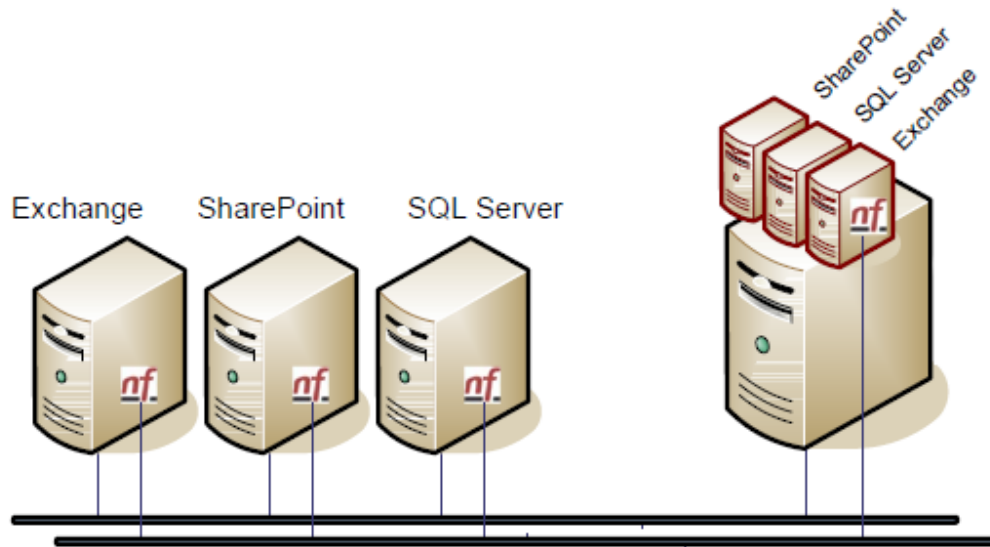 SharePoint
SQL Server
Exchange
Exchange
SharePoint
SQL Server
nf
nf
nf
nf